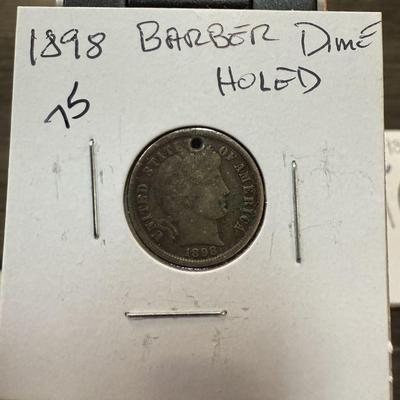 1898 BARBER DIME
HOLED
75
UNITED STATES OF AMERICA
1898